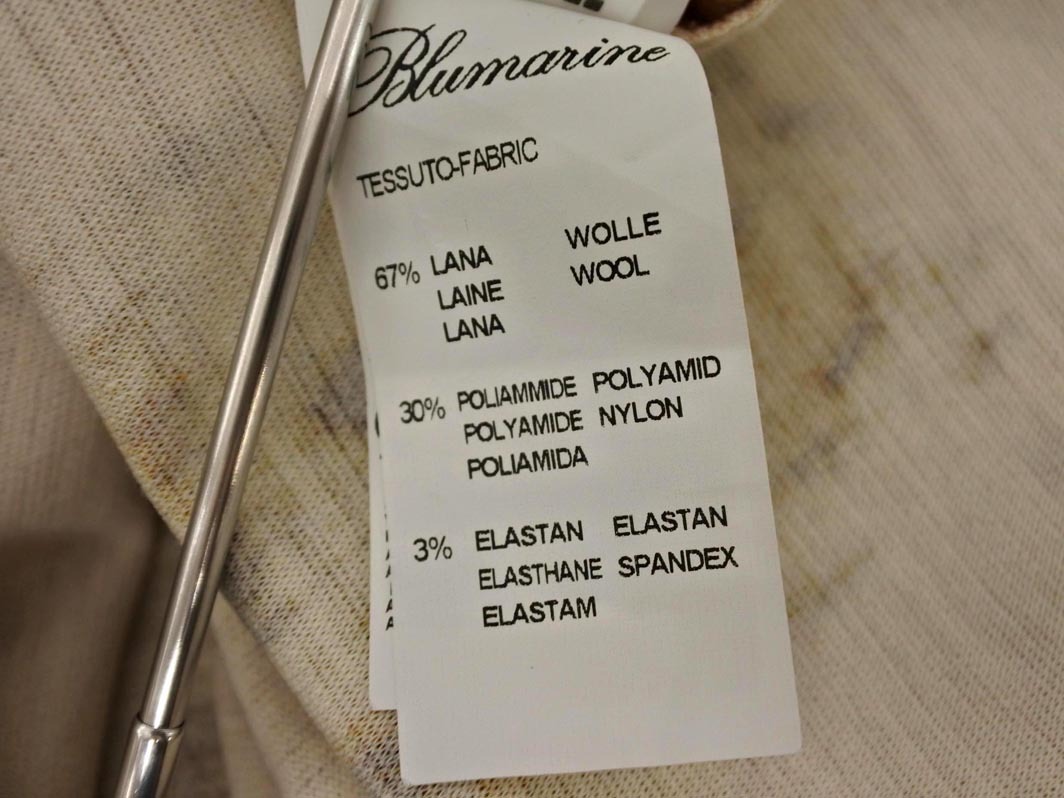 Blumarine
TESSUTO-FABRIC
67% LANA WOLLE
LAINE WOOL
LANA
30% POLIAMMIDE POLYAMID
POLYAMIDE NYLON
POLIAMIDA
3% ELASTAN ELASTAN
ELASTHANE SPANDEX
ELASTAM